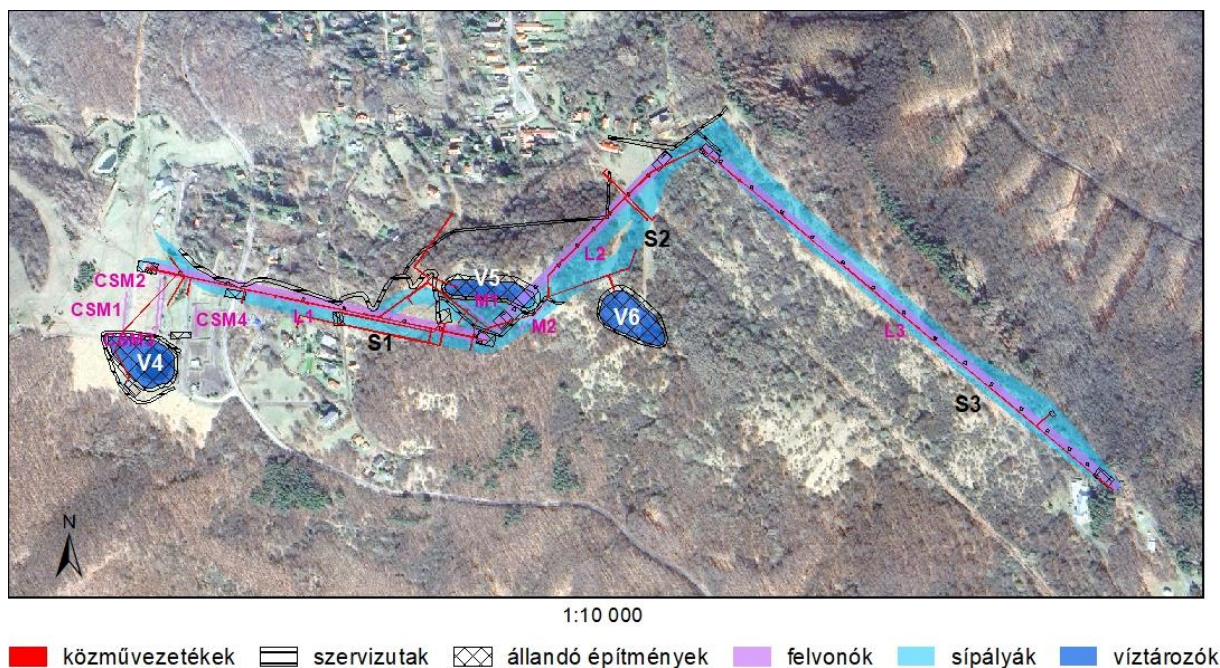 S2
L2
V5
CSM2
M1
CSM1
CSM4
L1
M2
V6
L3
CSM3
S1
V4
S3
N
1:10 000
közművezetékek szervizutak állandó építmények felvonók sípályák víztározók